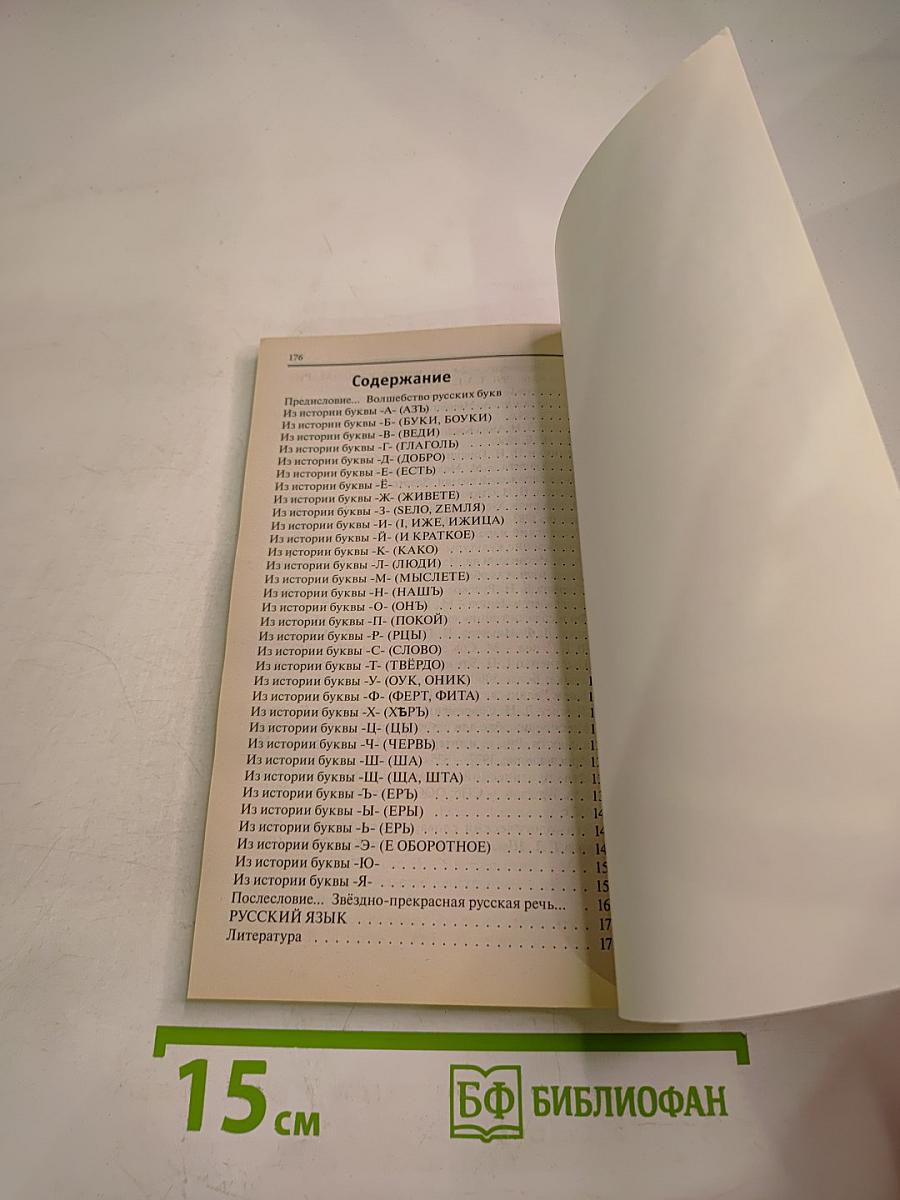 176
Содержание
Предисловие... Волшебство русских букв . . . . . .
Из истории буквы -А- (АЗЪ) . . . . . . . . . . . . .
Из истории буквы -Б- (БУКИ, БОУКИ) . . . . . . .
Из истории буквы -В- (ВЕДИ) . . . . . . . . . . . .
Из истории буквы -Г- (ГЛАГОЛЬ) . . . . . . . . . .
Из истории буквы -Д- (ДОБРО) . . . . . . . . . . . .
Из истории буквы -Е- (ЕСТЬ) . . . . . . . . . . . . .
Из истории буквы -Ё- . . . . . . . . . . . . . . . . .
Из истории буквы -Ж- (ЖИВЕТЕ) . . . . . . . . . .
Из истории буквы -З- (SЕЛО, ZЕМЛЯ) . . . . . . . .
Из истории буквы -И- (I, ИЖЕ, ИЖИЦА) . . . . . .
Из истории буквы -Й- (И КРАТКОЕ) . . . . . . . . .
Из истории буквы -К- (КАКО) . . . . . . . . . . . .
Из истории буквы -Л- (ЛЮДИ) . . . . . . . . . . . .
Из истории буквы -М- (МЫСЛЕТЕ) . . . . . . . . .
Из истории буквы -Н- (НАШЪ) . . . . . . . . . . . .
Из истории буквы -О- (ОНЪ) . . . . . . . . . . . . .
Из истории буквы -П- (ПОКОЙ) . . . . . . . . . . .
Из истории буквы -Р- (РЦЫ) . . . . . . . . . . . . .
Из истории буквы -С- (СЛОВО) . . . . . . . . . . . .
Из истории буквы -Т- (ТВЁРДО) . . . . . . . . . . .
Из истории буквы -У- (ОУК, ОНИК) . . . . . . . . .
Из истории буквы -Ф- (ФЕРТ, ФИТА) . . . . . . . .
Из истории буквы -Х- (ХѢРЪ) . . . . . . . . . . . .
Из истории буквы -Ц- (ЦЫ) . . . . . . . . . . . . .
Из истории буквы -Ч- (ЧЕРВЬ) . . . . . . . . . . . .
Из истории буквы -Ш- (ША) . . . . . . . . . . . . .
Из истории буквы -Щ- (ЩА, ШТА) . . . . . . . . . .
Из истории буквы -Ъ- (ЕРЪ) . . . . . . . . . . . . .
Из истории буквы -Ы- (ЕРЫ) . . . . . . . . . . . . 14
Из истории буквы -Ь- (ЕРЬ) . . . . . . . . . . . . . 14
Из истории буквы -Э- (Е ОБОРОТНОЕ) . . . . . . 14
Из истории буквы -Ю- . . . . . . . . . . . . . . . . 15
Из истории буквы -Я- . . . . . . . . . . . . . . . . . 15
Послесловие... Звёздно-прекрасная русская речь... . 16
РУССКИЙ ЯЗЫК . . . . . . . . . . . . . . . . . . . 17
Литература . . . . . . . . . . . . . . . . . . . . . . 17
15 см
БФ БИБЛИОФАН